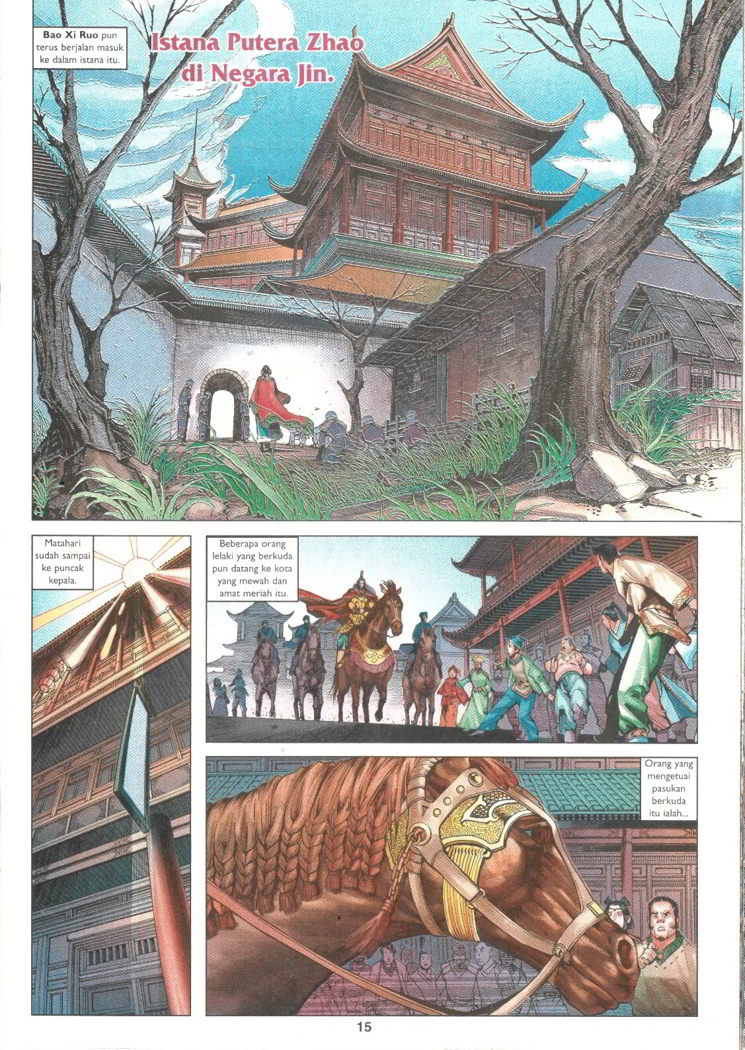 Bao Xi Ruo pun
terus berjalan masuk
ke dalam istana itu.
Istana Putera Zhao
di Negara Jin.
Matahari
sudah sampai
ke puncak
kepala.
Beberapa orang
lelaki yang berkuda
pun datang ke kota
yang mewah dan
amat meriah itu.
Orang yang
mengetuai
pasukan
berkuda
itu ialah...
15